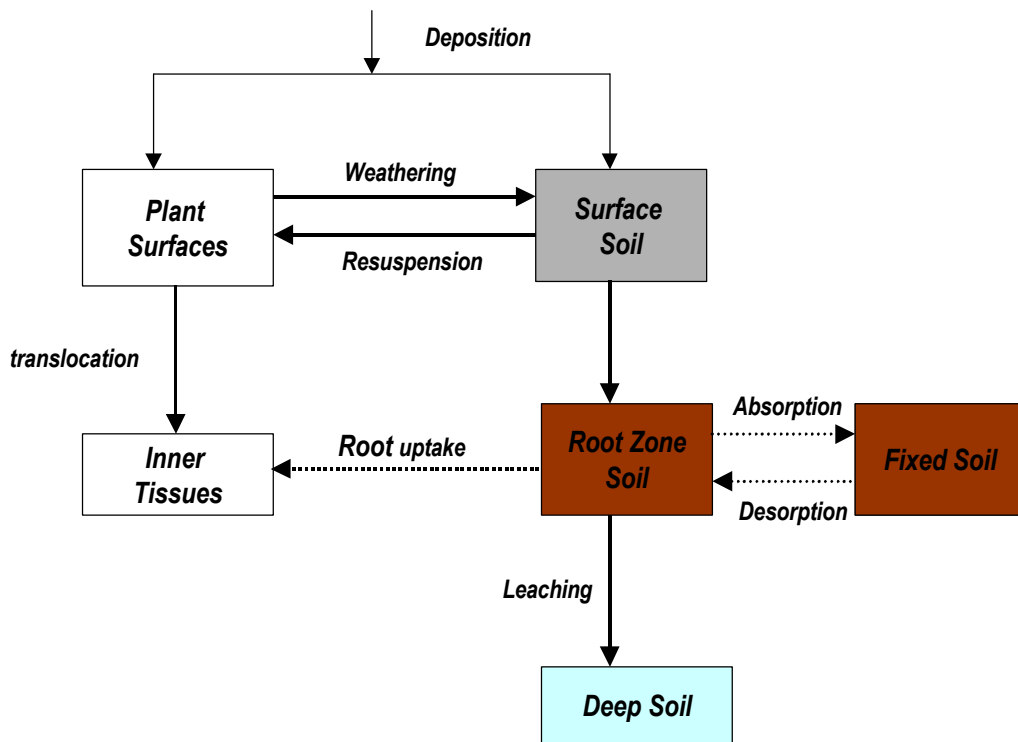 Deposition
Weathering
Plant
Surfaces
Surface
Soil
Resuspension
translocation
Absorption
Root uptake
Inner
Tissues
Root Zone
Soil
Fixed Soil
Desorption
Leaching
Deep Soil